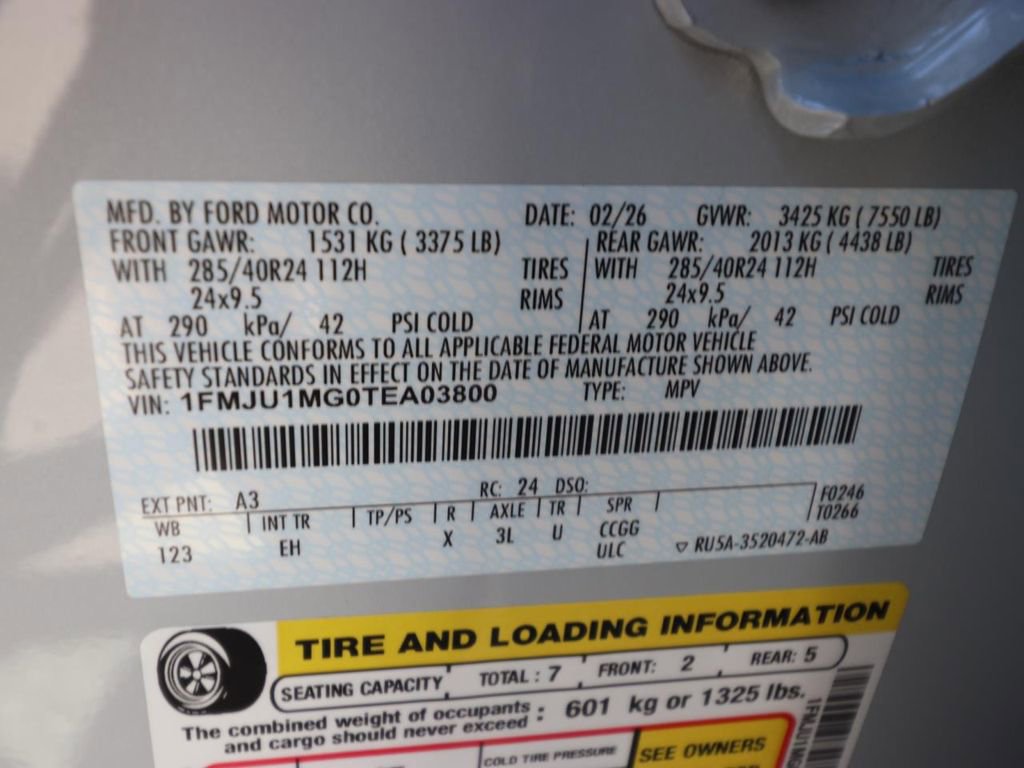 MFD. BY FORD MOTOR CO. DATE: 02/26 GVWR: 3425 KG ( 7550 LB)
FRONT GAWR: 1531 KG ( 3375 LB) REAR GAWR: 2013 KG ( 4438 LB)
WITH 285/40R24 112H TIRES WITH 285/40R24 112H TIRES
24x9.5 RIMS 24x9.5 RIMS
AT 290 kPa/ 42 PSI COLD AT 290 kPa/ 42 PSI COLD
THIS VEHICLE CONFORMS TO ALL APPLICABLE FEDERAL MOTOR VEHICLE
SAFETY STANDARDS IN EFFECT ON THE DATE OF MANUFACTURE SHOWN ABOVE.
VIN: 1FMJU1MG0TEA03800 TYPE: MPV
EXT PNT: A3 RC: 24 DSO: F0246
WB INT TR TP/PS R AXLE TR SPR T0266
123 EH X 3L U CCGG
ULC RU5A-3520472-AB
TIRE AND LOADING INFORMATION
SEATING CAPACITY TOTAL : 7 FRONT: 2 REAR: 5
The combined weight of occupants and cargo should never exceed : 601 kg or 1325 lbs.
COLD TIRE PRESSURE SEE OWNERS
1FMJU1MG